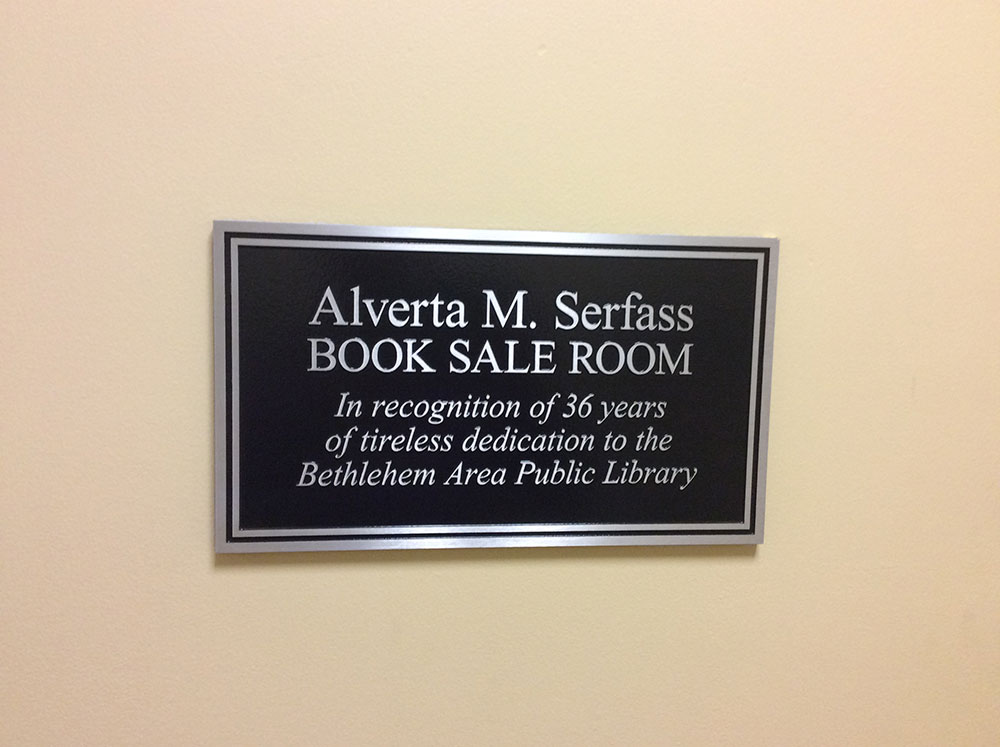 Alverta M. Serfass
BOOK SALE ROOM
In recognition of 36 years
of tireless dedication to the
Bethlehem Area Public Library